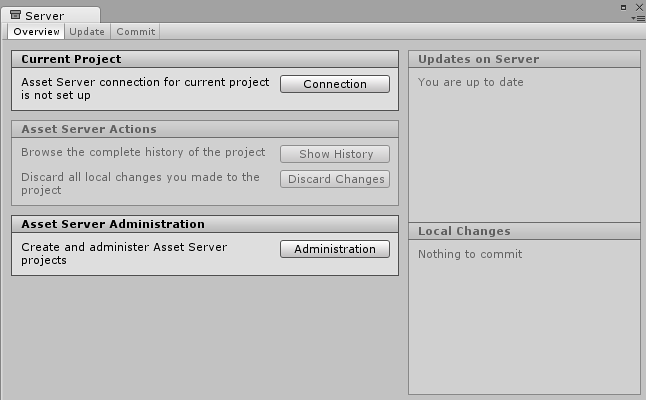 Server
Overview Update Commit
Current Project
Asset Server connection for current project
is not set up
Connection
Asset Server Actions
Browse the complete history of the project
Show History
Discard all local changes you made to the
project
Discard Changes
Asset Server Administration
Create and administer Asset Server
projects
Administration
Updates on Server
You are up to date
Local Changes
Nothing to commit